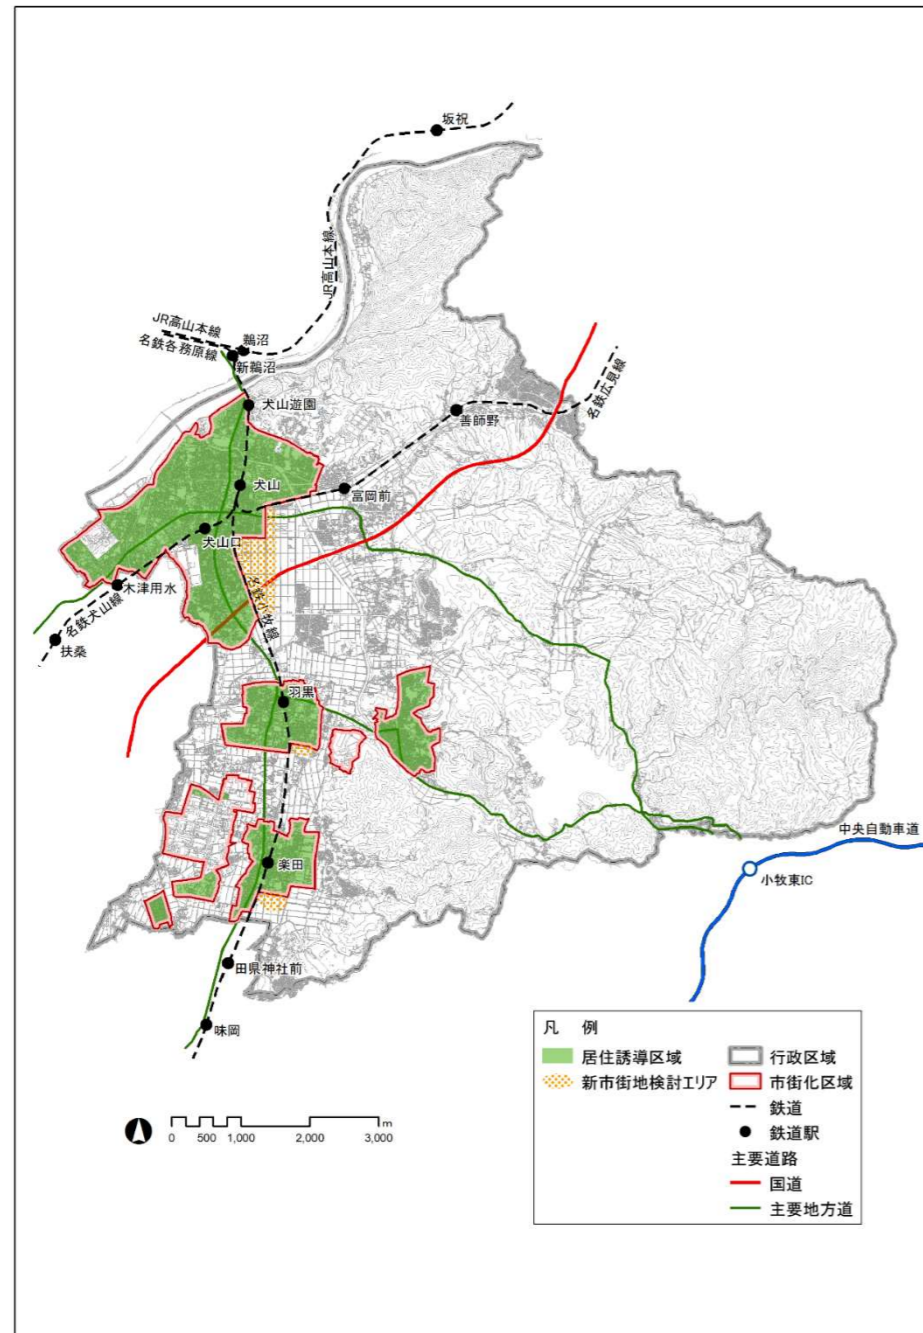 坂祝
JR高山本線
JR高山本線
名鉄各務原線
鵜沼
新鵜沼
犬山遊園
善師野
名鉄広見線
犬山
富岡前
犬山口
木津用水
名鉄犬山線
名鉄小牧線
扶桑
羽黒
楽田
中央自動車道
小牧東IC
田県神社前
味岡
凡 例
居住誘導区域
新市街地検討エリア
行政区域
市街化区域
鉄道
鉄道駅
主要道路
国道
主要地方道
0 500 1,000 2,000 3,000 m